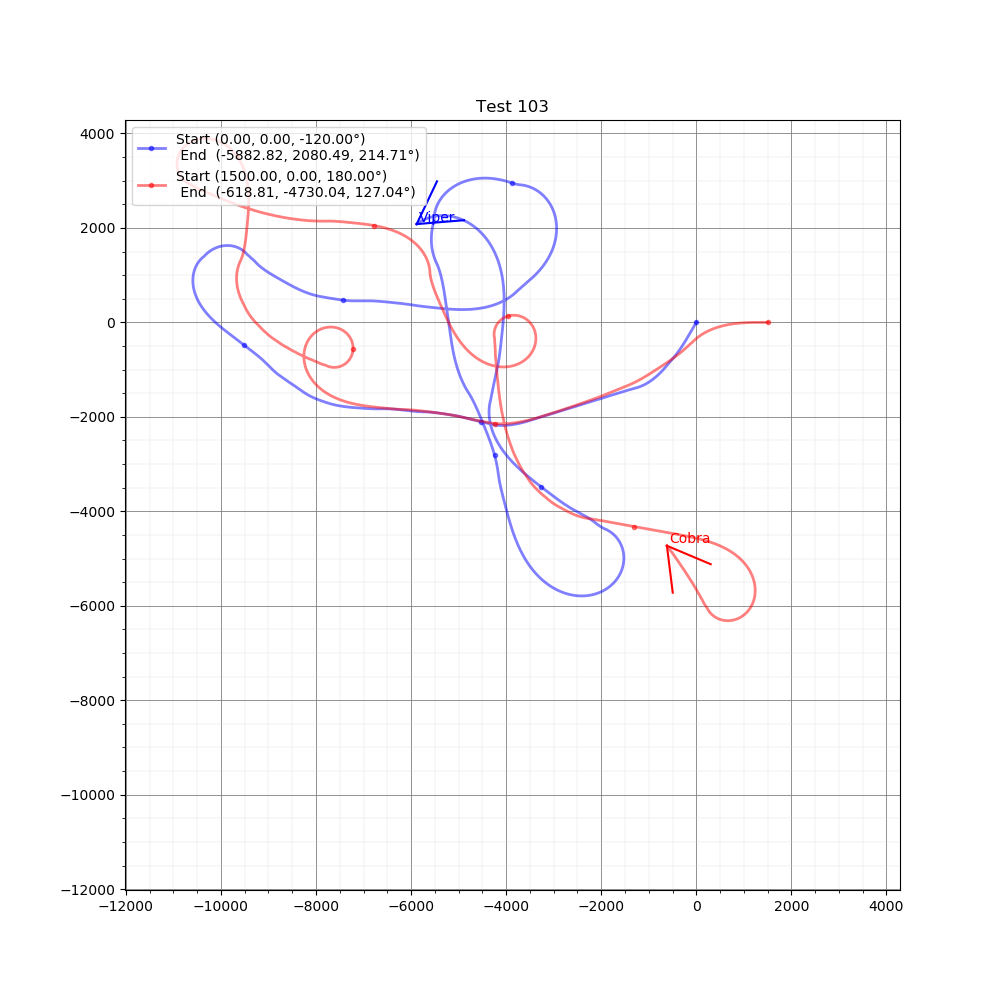 Test 103
Start (0.00, 0.00, -120.00°)
End (-5882.82, 2080.49, 214.71°)
Start (1500.00, 0.00, 180.00°)
End (-618.81, -4730.04, 127.04°)
Viper
Cobra
4000
2000
0
−2000
−4000
−6000
−8000
−10000
−12000
−12000 −10000 −8000 −6000 −4000 −2000 0 2000 4000